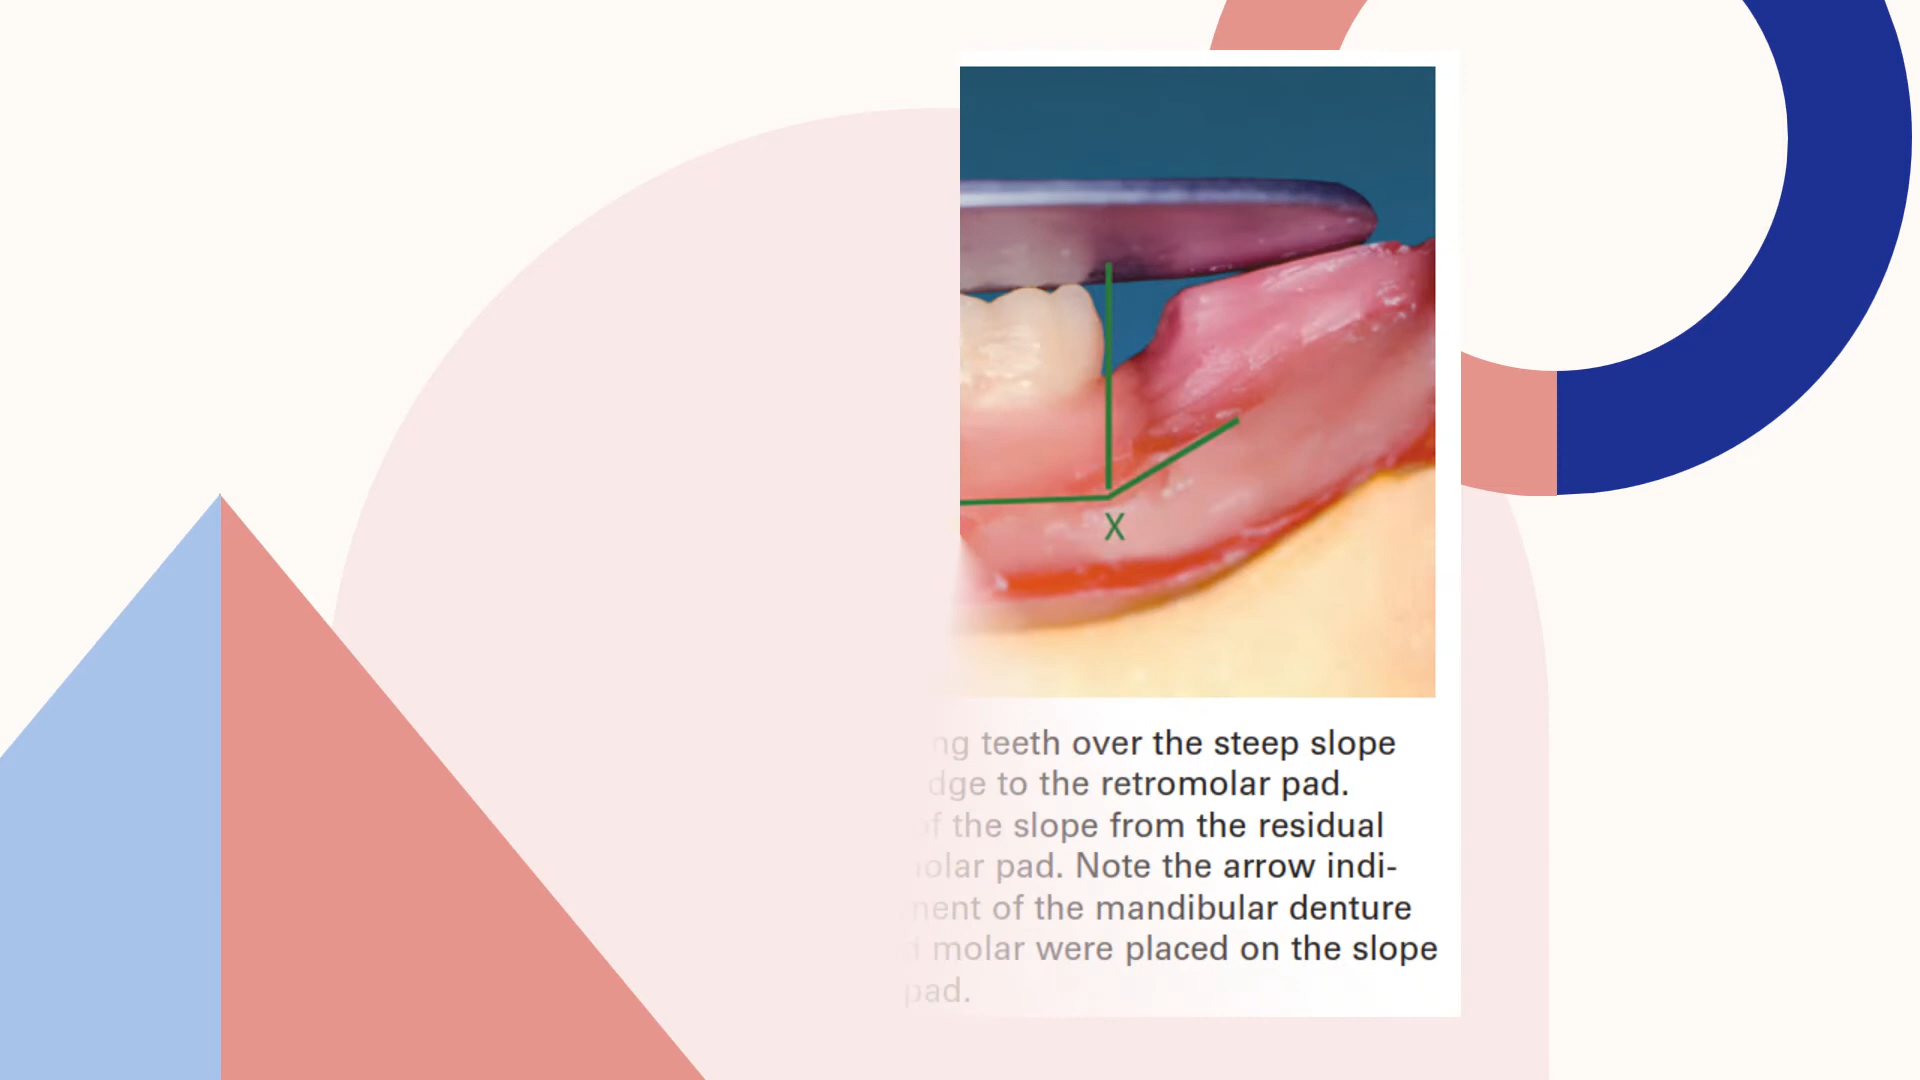 X
teeth over the steep slope
to the retromolar pad.
of the slope from the residual
pad. Note the arrow indi-
of the mandibular denture
molar were placed on the slope
pad.